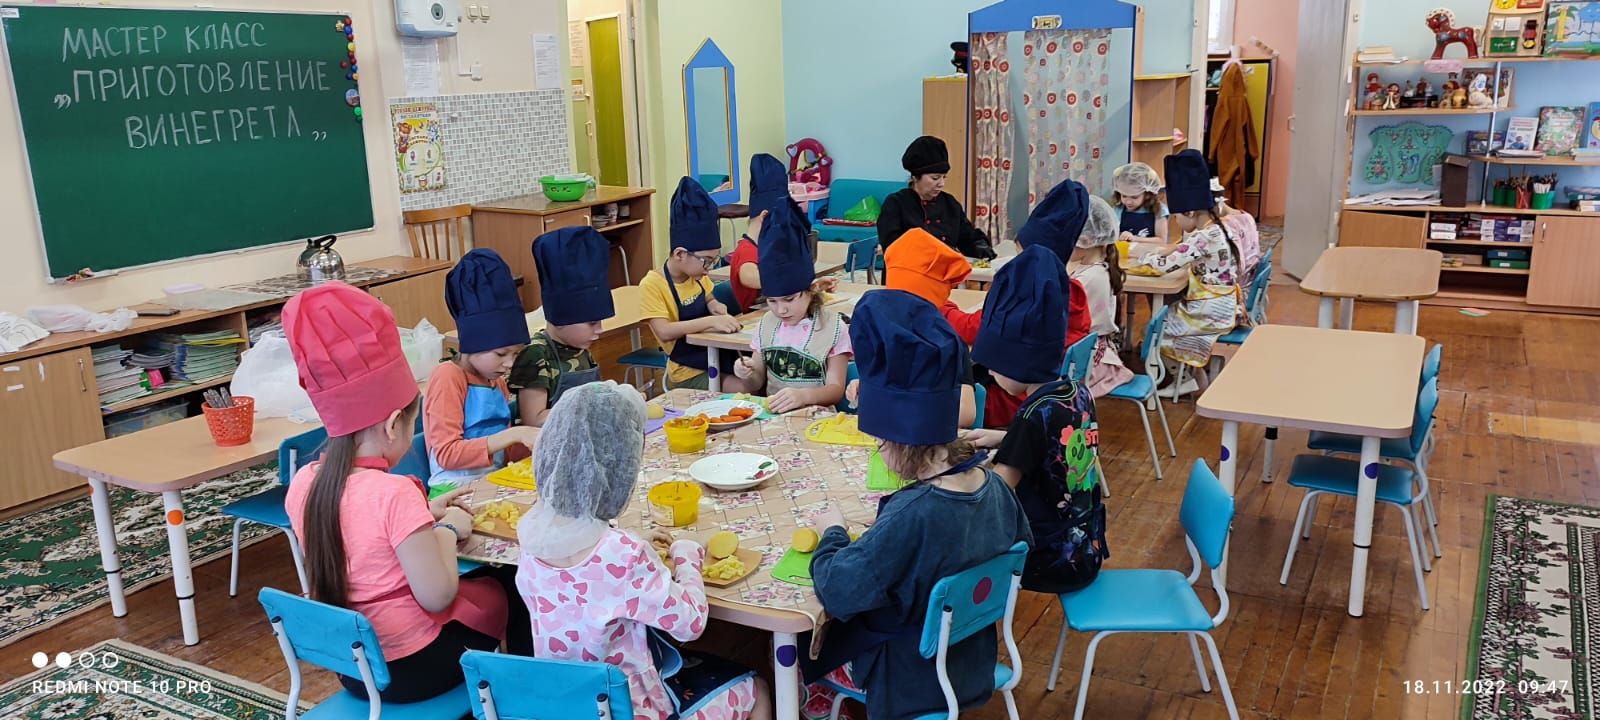 МАСТЕР КЛАСС
„ПРИГОТОВЛЕНИЕ
ВИНЕГРЕТА„
REDMI NOTE 10 PRO
18.11.2022 09:47